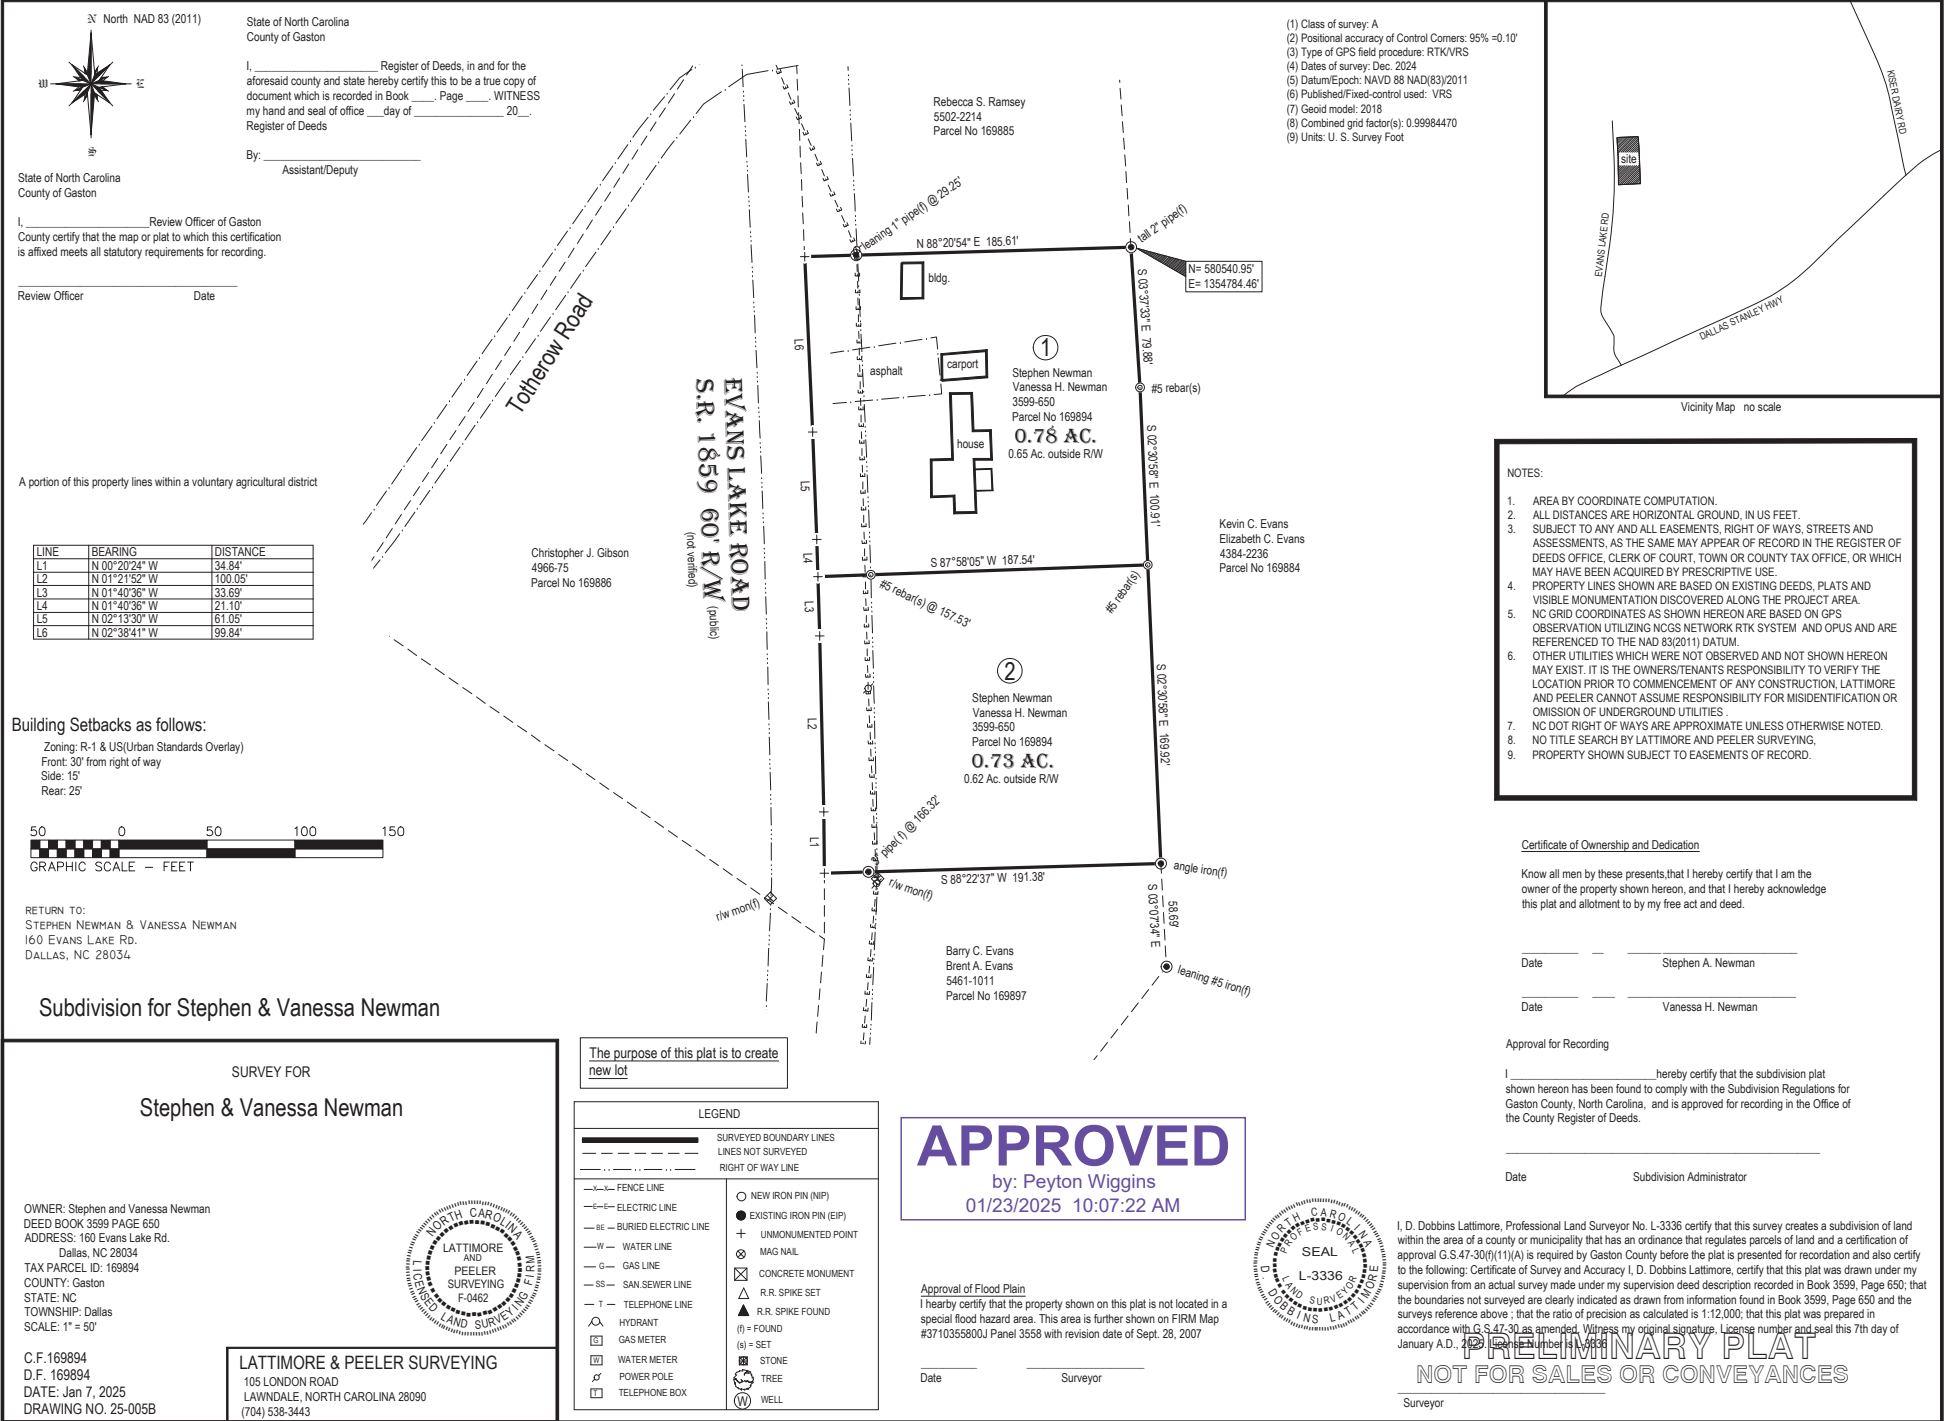 N North NAD 83 (2011)
W
E
S
State of North Carolina
County of Gaston
I, ______________________ Register of Deeds, in and for the
aforesaid county and state hereby certify this to be a true copy of
document which is recorded in Book ____. Page ____. WITNESS
my hand and seal of office ___day of ________________ 20__.
Register of Deeds
By: ____________________________
Assistant/Deputy
State of North Carolina
County of Gaston
I, ______________________Review Officer of Gaston
County certify that the map or plat to which this certification
is affixed meets all statutory requirements for recording.
Review Officer Date
A portion of this property lines within a voluntary agricultural district
LINE BEARING DISTANCE
L1 N 00°20'24" W 34.84'
L2 N 01°21'52" W 100.05'
L3 N 01°40'36" W 33.69'
L4 N 01°40'36" W 21.10'
L5 N 02°13'30" W 61.05'
L6 N 02°38'41" W 99.84'
Building Setbacks as follows:
Zoning: R-1 & US(Urban Standards Overlay)
Front: 30' from right of way
Side: 15'
Rear: 25'
50 0 50 100 150
GRAPHIC SCALE – FEET
RETURN TO:
STEPHEN NEWMAN & VANESSA NEWMAN
160 EVANS LAKE RD.
DALLAS, NC 28034
Subdivision for Stephen & Vanessa Newman
SURVEY FOR
Stephen & Vanessa Newman
OWNER: Stephen and Vanessa Newman
DEED BOOK 3599 PAGE 650
ADDRESS: 160 Evans Lake Rd.
Dallas, NC 28034
TAX PARCEL ID: 169894
COUNTY: Gaston
STATE: NC
TOWNSHIP: Dallas
SCALE: 1" = 50'
C.F.169894
D.F. 169894
DATE: Jan 7, 2025
DRAWING NO. 25-005B
NORTH CAROLINA
LATTIMORE
AND
PEELER
SURVEYING
F-0462
LICENSED LAND SURVEYING FIRM
LATTIMORE & PEELER SURVEYING
105 LONDON ROAD
LAWNDALE, NORTH CAROLINA 28090
(704) 538-3443
Totherow Road
EVANS LAKE ROAD
S.R. 1859 60' R/W (public)
(not verified)
Rebecca S. Ramsey
5502-2214
Parcel No 169885
leaning 1" pipe(f) @ 29.25'
N 88°20'54" E 185.61'
tall 2" pipe(f)
N= 580540.95'
E= 1354784.46'
bldg.
S 03°37'33" E 79.88'
L6
asphalt
carport
1
Stephen Newman
Vanessa H. Newman
3599-650
Parcel No 169894
0.78 AC.
0.65 Ac. outside R/W
house
#5 rebar(s)
S 02°30'58" E 100.91'
L5
L4
L3
L2
L1
Christopher J. Gibson
4966-75
Parcel No 169886
Kevin C. Evans
Elizabeth C. Evans
4384-2236
Parcel No 169884
S 87°58'05" W 187.54'
#5 rebar(s) @ 157.53'
#5 rebar(s)
2
Stephen Newman
Vanessa H. Newman
3599-650
Parcel No 169894
0.73 AC.
0.62 Ac. outside R/W
S 02°30'58" E 169.92'
pipe(f) @ 166.32'
r/w mon(f)
r/w mon(f)
S 88°22'37" W 191.38'
angle iron(f)
58.69'
S 03°07'34" E
leaning #5 iron(f)
Barry C. Evans
Brent A. Evans
5461-1011
Parcel No 169897
The purpose of this plat is to create
new lot
LEGEND
SURVEYED BOUNDARY LINES
LINES NOT SURVEYED
RIGHT OF WAY LINE
X X FENCE LINE
E E ELECTRIC LINE
BE BURIED ELECTRIC LINE
W WATER LINE
G GAS LINE
SS SAN.SEWER LINE
T TELEPHONE LINE
HYDRANT
G GAS METER
W WATER METER
POWER POLE
T TELEPHONE BOX
NEW IRON PIN (NIP)
EXISTING IRON PIN (EIP)
UNMONUMENTED POINT
MAG NAIL
CONCRETE MONUMENT
R.R. SPIKE SET
R.R. SPIKE FOUND
(f) = FOUND
(s) = SET
STONE
TREE
W WELL
APPROVED
by: Peyton Wiggins
01/23/2025 10:07:22 AM
Approval of Flood Plain
I hearby certify that the property shown on this plat is not located in a
special flood hazard area. This area is further shown on FIRM Map
#3710355800J Panel 3558 with revision date of Sept. 28, 2007
Date Surveyor
(1) Class of survey: A
(2) Positional accuracy of Control Corners: 95% =0.10'
(3) Type of GPS field procedure: RTK/VRS
(4) Dates of survey: Dec. 2024
(5) Datum/Epoch: NAVD 88 NAD(83)/2011
(6) Published/Fixed-control used: VRS
(7) Geoid model: 2018
(8) Combined grid factor(s): 0.99984470
(9) Units: U. S. Survey Foot
KISER DAIRY RD
site
EVANS LAKE RD
DALLAS STANLEY HWY
Vicinity Map no scale
NOTES:
1. AREA BY COORDINATE COMPUTATION.
2. ALL DISTANCES ARE HORIZONTAL GROUND, IN US FEET.
3. SUBJECT TO ANY AND ALL EASEMENTS, RIGHT OF WAYS, STREETS AND
ASSESSMENTS, AS THE SAME MAY APPEAR OF RECORD IN THE REGISTER OF
DEEDS OFFICE, CLERK OF COURT, TOWN OR COUNTY TAX OFFICE, OR WHICH
MAY HAVE BEEN ACQUIRED BY PRESCRIPTIVE USE.
4. PROPERTY LINES SHOWN ARE BASED ON EXISTING DEEDS, PLATS AND
VISIBLE MONUMENTATION DISCOVERED ALONG THE PROJECT AREA.
5. NC GRID COORDINATES AS SHOWN HEREON ARE BASED ON GPS
OBSERVATION UTILIZING NCGS NETWORK RTK SYSTEM AND OPUS AND ARE
REFERENCED TO THE NAD 83(2011) DATUM.
6. OTHER UTILITIES WHICH WERE NOT OBSERVED AND NOT SHOWN HEREON
MAY EXIST. IT IS THE OWNERS/TENANTS RESPONSIBILITY TO VERIFY THE
LOCATION PRIOR TO COMMENCEMENT OF ANY CONSTRUCTION, LATTIMORE
AND PEELER CANNOT ASSUME RESPONSIBILITY FOR MISIDENTIFICATION OR
OMISSION OF UNDERGROUND UTILITIES .
7. NC DOT RIGHT OF WAYS ARE APPROXIMATE UNLESS OTHERWISE NOTED.
8. NO TITLE SEARCH BY LATTIMORE AND PEELER SURVEYING,
9. PROPERTY SHOWN SUBJECT TO EASEMENTS OF RECORD.
Certificate of Ownership and Dedication
Know all men by these presents,that I hereby certify that I am the
owner of the property shown hereon, and that I hereby acknowledge
this plat and allotment to by my free act and deed.
Date Stephen A. Newman
Date Vanessa H. Newman
Approval for Recording
I __________________________hereby certify that the subdivision plat
shown hereon has been found to comply with the Subdivision Regulations for
Gaston County, North Carolina, and is approved for recording in the Office of
the County Register of Deeds.
Date Subdivision Administrator
NORTH CAROLINA
PROFESSIONAL
SEAL
L-3336
LAND SURVEYOR
D. DOBBINS LATTIMORE
I, D. Dobbins Lattimore, Professional Land Surveyor No. L-3336 certify that this survey creates a subdivision of land
within the area of a county or municipality that has an ordinance that regulates parcels of land and a certification of
approval G.S.47-30(f)(11)(A) is required by Gaston County before the plat is presented for recordation and also certify
to the following: Certificate of Survey and Accuracy I, D. Dobbins Lattimore, certify that this plat was drawn under my
supervision from an actual survey made under my supervision deed description recorded in Book 3599, Page 650; that
the boundaries not surveyed are clearly indicated as drawn from information found in Book 3599, Page 650 and the
surveys reference above ; that the ratio of precision as calculated is 1:12,000; that this plat was prepared in
accordance with G.S.47-30 as amended. Witness my original signature, License number and seal this 7th day of
January A.D., 2025. License Number is L-3336
PRELIMINARY PLAT
NOT FOR SALES OR CONVEYANCES
Surveyor